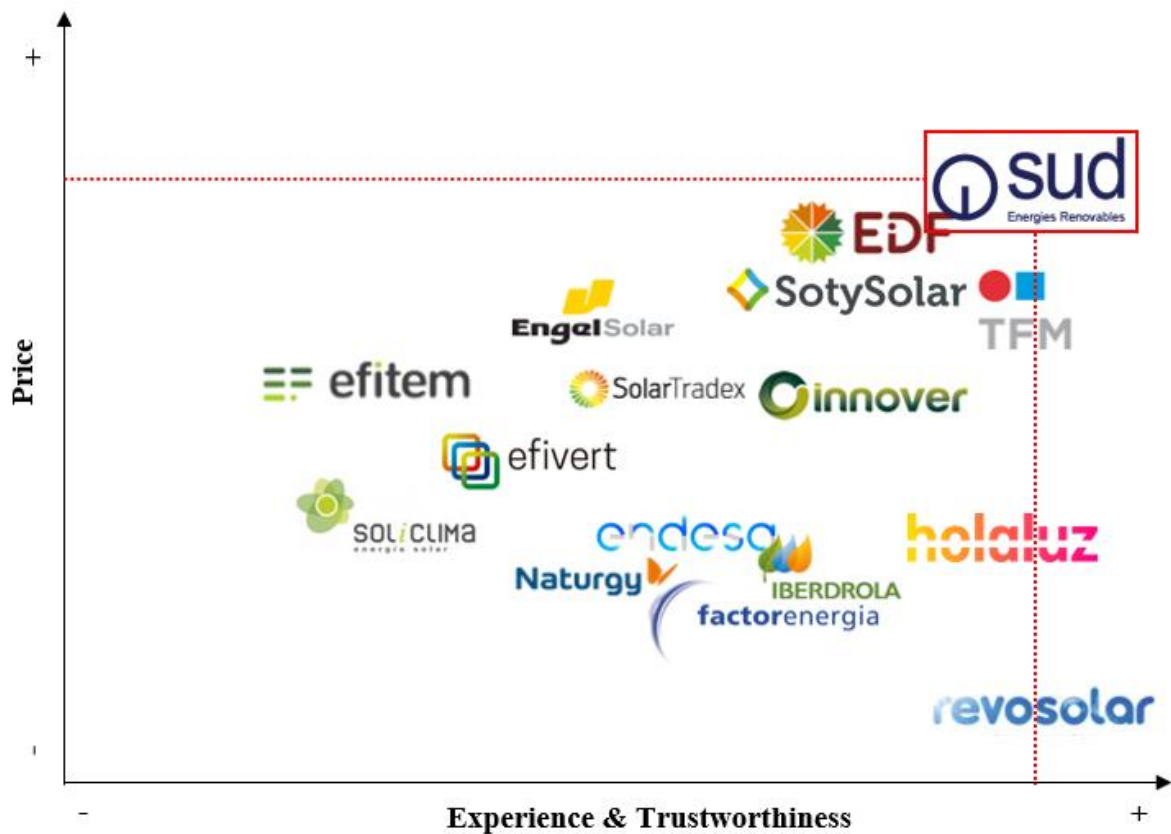 +
sud
Energies Renovables
EDF
SotySolar
TFM
EngelSolar
Price
efitem
SolarTradex
innover
efivert
SOLiCLIMA
energía solar
endesa
holaluz
Naturgy
IBERDROLA
factorenergia
revosolar
-
-
Experience & Trustworthiness
+